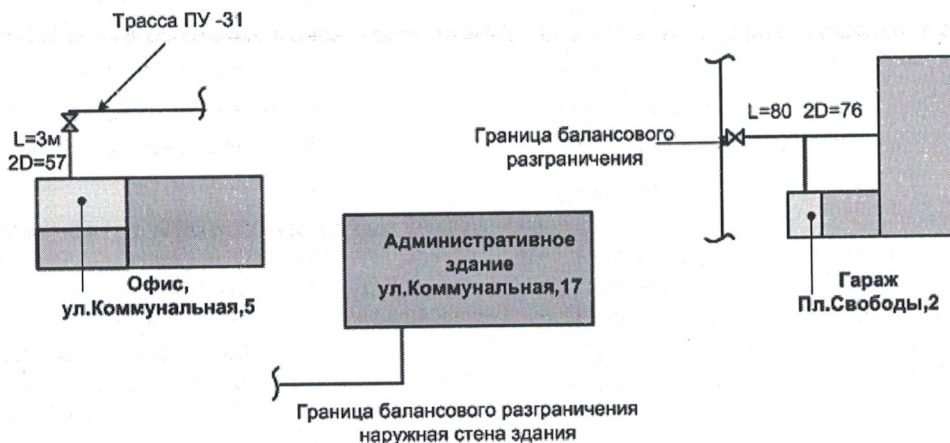 Трасса ПУ -31
L=3м
2D=57
Офис,
ул.Коммунальная,5
Административное
здание
ул.Коммунальная,17
Граница балансового разграничения
наружная стена здания
Граница балансового
разграничения
L=80 2D=76
Гараж
Пл.Свободы,2